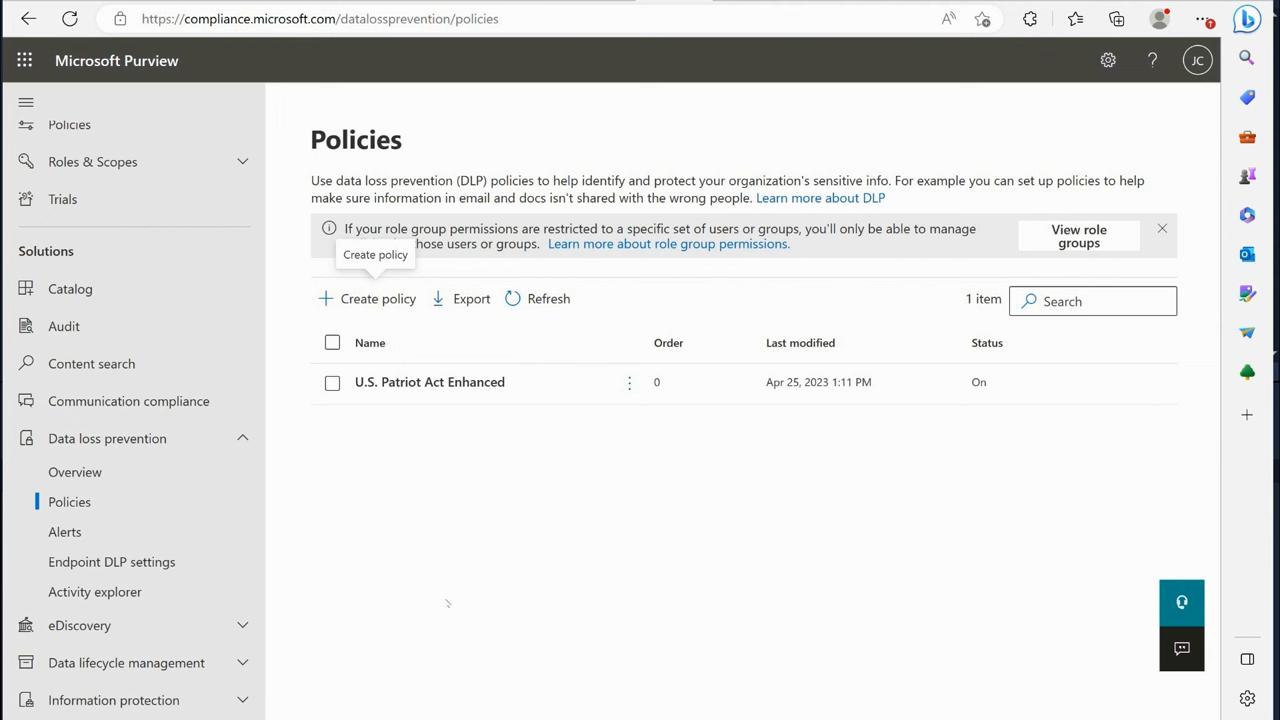 https://compliance.microsoft.com/datalossprevention/policies
Microsoft Purview
JC
Policies
Roles & Scopes
Trials
Solutions
Catalog
Audit
Content search
Communication compliance
Data loss prevention
Overview
Policies
Alerts
Endpoint DLP settings
Activity explorer
eDiscovery
Data lifecycle management
Information protection
Policies
Use data loss prevention (DLP) policies to help identify and protect your organization's sensitive info. For example you can set up policies to help
make sure information in email and docs isn't shared with the wrong people. Learn more about DLP
If your role group permissions are restricted to a specific set of users or groups, you'll only be able to manage
hose users or groups. Learn more about role group permissions.
View role
groups
Create policy
Create policy Export Refresh 1 item Search
Name Order Last modified Status
U.S. Patriot Act Enhanced 0 Apr 25, 2023 1:11 PM On